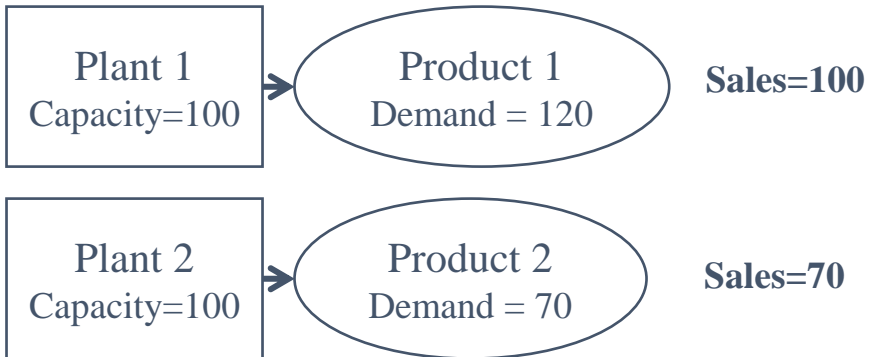 Plant 1
Capacity=100
Product 1
Demand = 120
Sales=100
Plant 2
Capacity=100
Product 2
Demand = 70
Sales=70